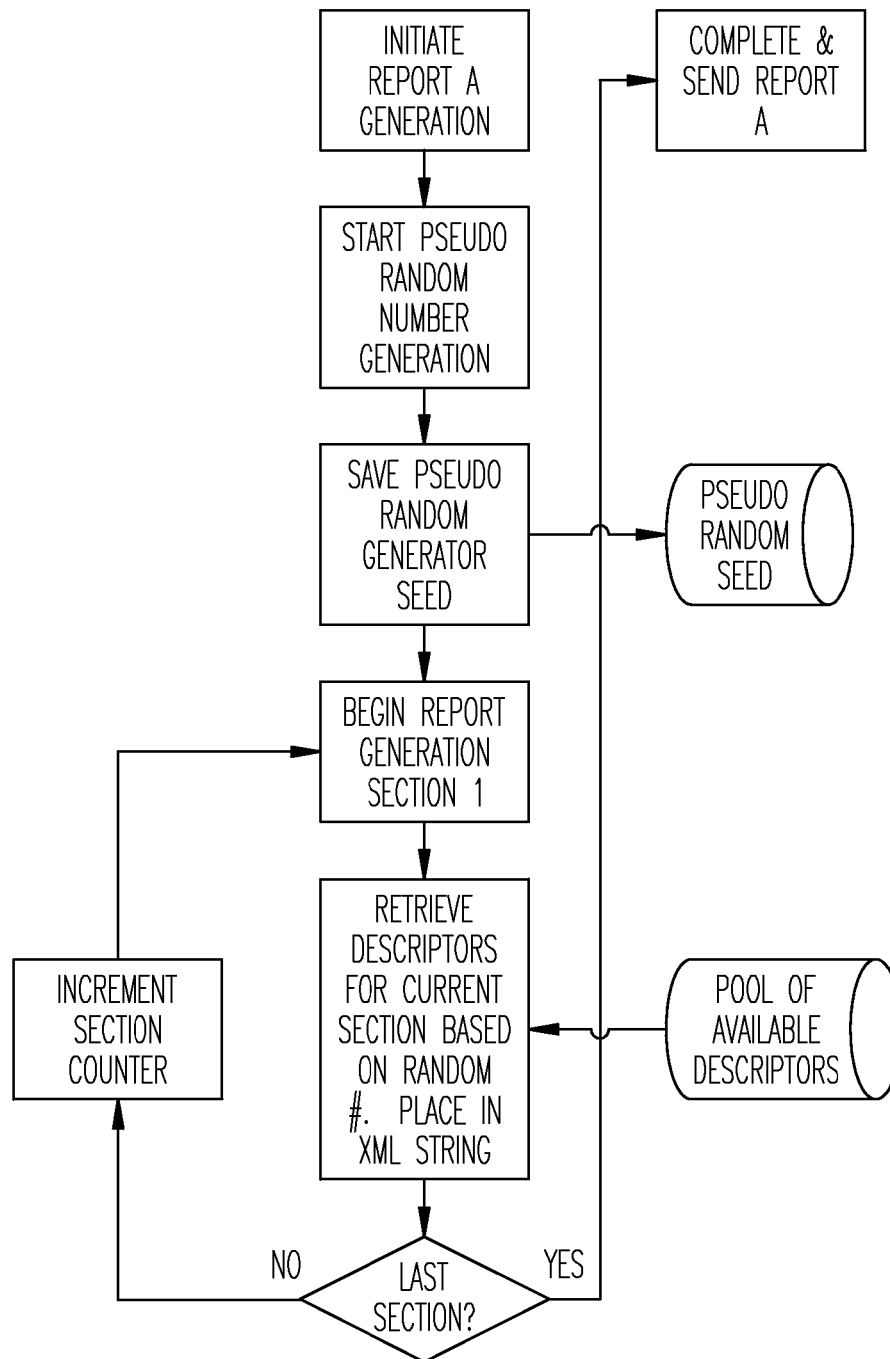 INITIATE
REPORT A
GENERATION
COMPLETE &
SEND REPORT
A
START PSEUDO
RANDOM
NUMBER
GENERATION
SAVE PSEUDO
RANDOM
GENERATOR
SEED
PSEUDO
RANDOM
SEED
BEGIN REPORT
GENERATION
SECTION 1
RETRIEVE
DESCRIPTORS
FOR CURRENT
SECTION BASED
ON RANDOM
#. PLACE IN
XML STRING
INCREMENT
SECTION
COUNTER
POOL OF
AVAILABLE
DESCRIPTORS
NO
YES
LAST
SECTION?